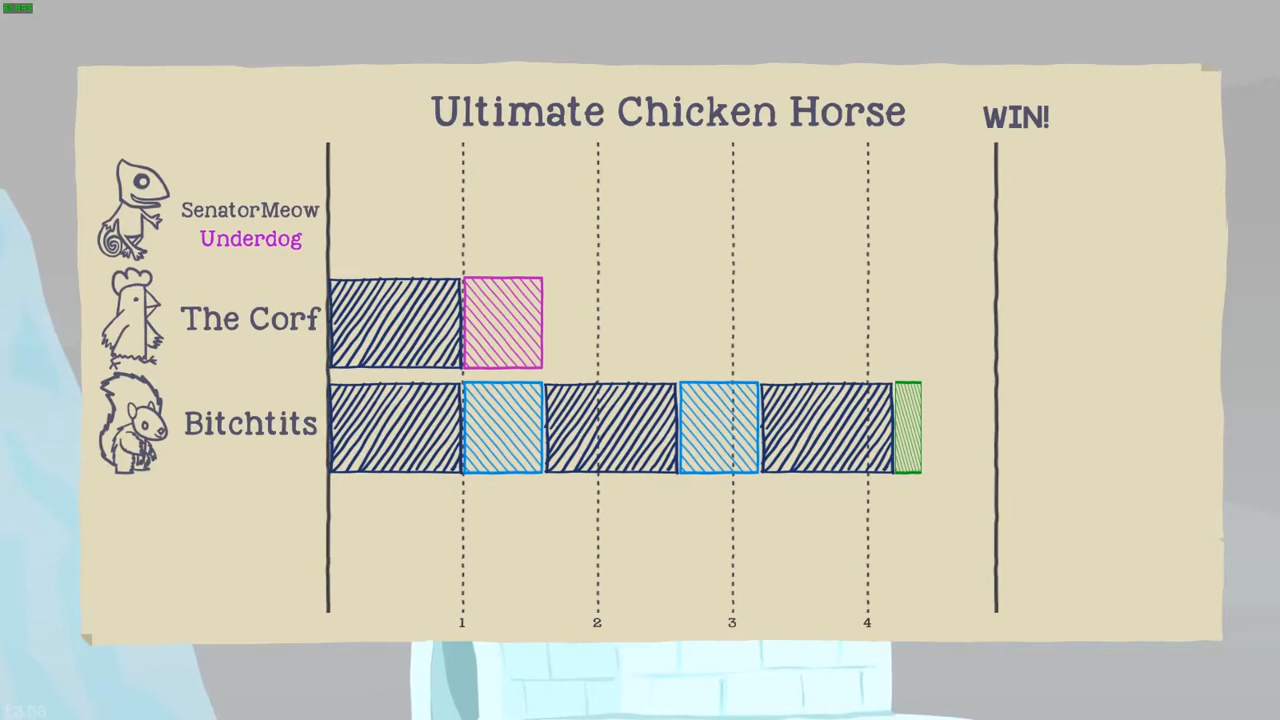 Ultimate Chicken Horse
WIN!
SenatorMeow
Underdog
The Corf
Bitchtits
1 2 3 4